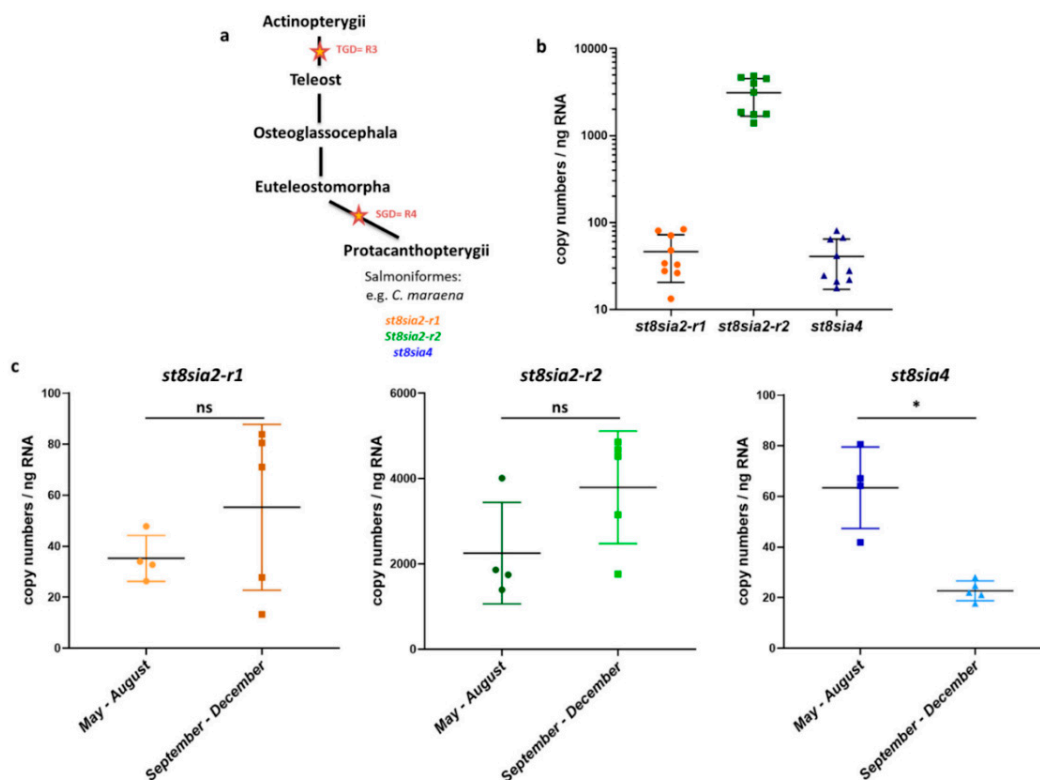 a
Actinopterygii
TGD= R3
Teleost
Osteoglassocephala
Euteleostomorpha
SGD= R4
Protacanthopterygii
Salmoniformes:
e.g. C. maraena
st8sia2-r1
St8sia2-r2
st8sia4
b
copy numbers / ng RNA
10000
1000
100
10
st8sia2-r1 st8sia2-r2 st8sia4
c
st8sia2-r1
ns
copy numbers / ng RNA
100
80
60
40
20
0
May - August
September - December
st8sia2-r2
ns
copy numbers / ng RNA
6000
4000
2000
0
May - August
September - December
st8sia4
*
copy numbers / ng RNA
100
80
60
40
20
0
May - August
September - December